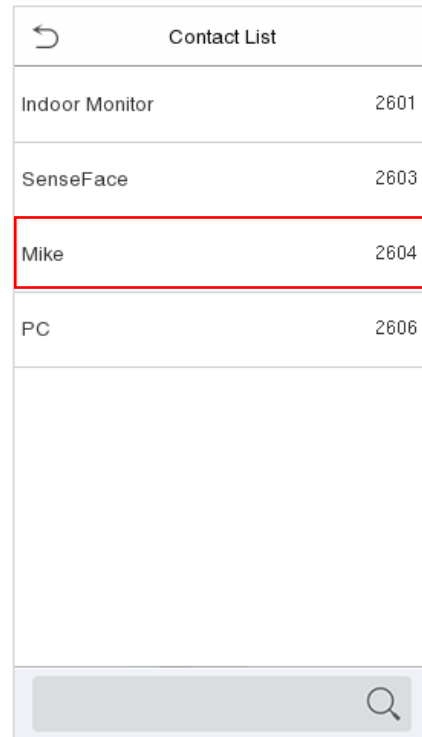 Contact List
Indoor Monitor 2601
SenseFace 2603
Mike 2604
PC 2606